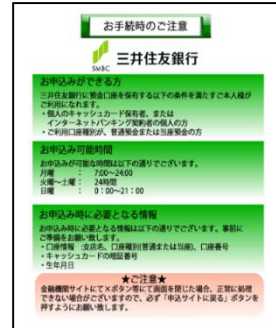 お手続時のご注意
SMBC 三井住友銀行
お申込みができる方
三井住友銀行に預金口座を保有する以下の条件を満たすご本人様が
ご利用になれます。
・個人のキャッシュカード保有者、または
インターネットバンキング契約者の個人の方
・ご利用口座種別が、普通預金または当座預金の方
お申込み可能時間
お申込みが可能な時間は以下の通りでございます。
月曜 : 7:00～24:00
火曜～土曜: 24時間
日曜 : 0:00～21:00
お申込み時に必要となる情報
お申込み時に必要となる情報は以下の通りでございます。事前に
ご準備をお願い致します。
・口座情報 :支店名、口座種別(普通または当座)、口座番号
・キャッシュカードの暗証番号
・生年月日
★ご注意★
金融機関サイトにて×ボタン等にて画面を閉じた場合、正常に処理
できない場合がございますので、必ず「申込サイトに戻る」ボタンを
押すようにお願い致します。